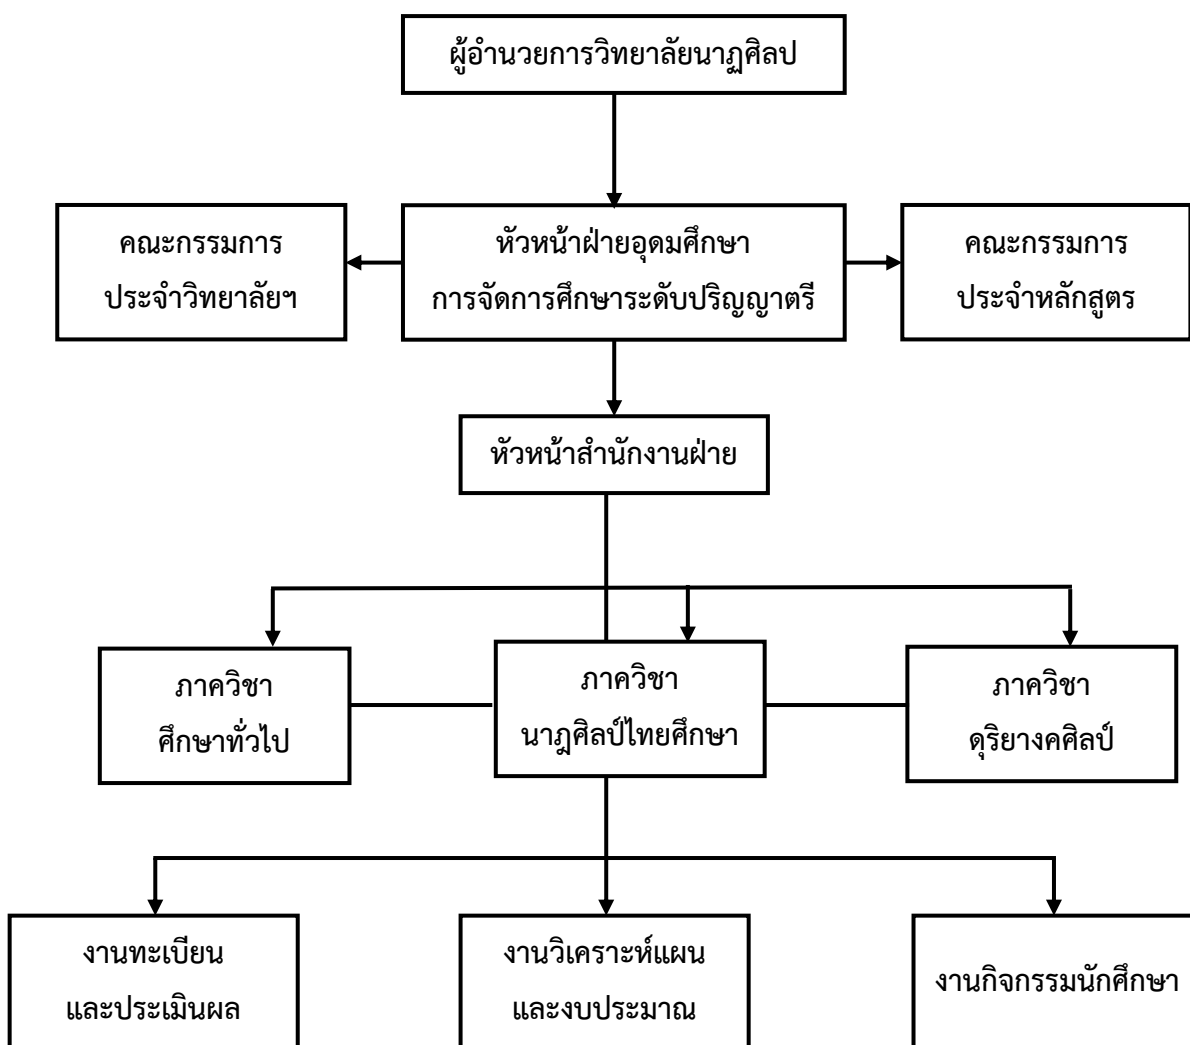 ผู้อำนวยการวิทยาลัยนาฏศิลป
คณะกรรมการ
ประจำวิทยาลัยฯ
หัวหน้าฝ่ายอุดมศึกษา
การจัดการศึกษาระดับปริญญาตรี
คณะกรรมการ
ประจำหลักสูตร
หัวหน้าสำนักงานฝ่าย
ภาควิชา
ศึกษาทั่วไป
ภาควิชา
นาฎศิลป์ไทยศึกษา
ภาควิชา
ดุริยางคศิลป์
งานทะเบียน
และประเมินผล
งานวิเคราะห์แผน
และงบประมาณ
งานกิจกรรมนักศึกษา